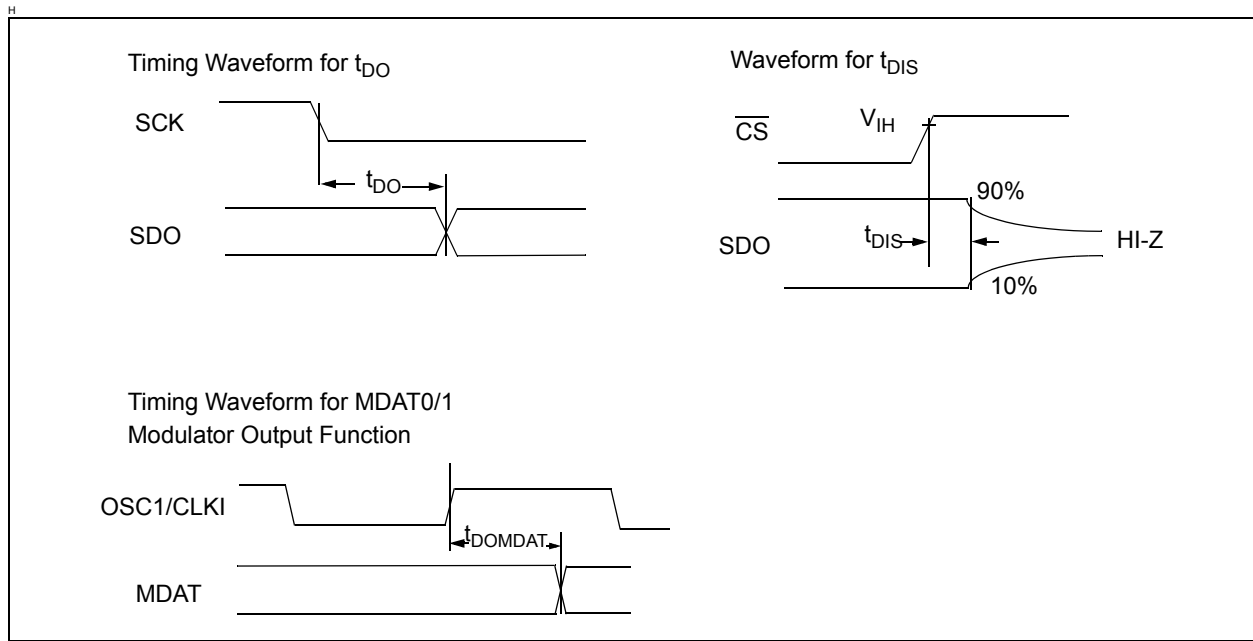 H
Timing Waveform for tDO
SCK
tDO
SDO
Waveform for tDIS
CS
VIH
90%
SDO
tDIS
HI-Z
10%
Timing Waveform for MDAT0/1
Modulator Output Function
OSC1/CLKI
tDOMDAT
MDAT